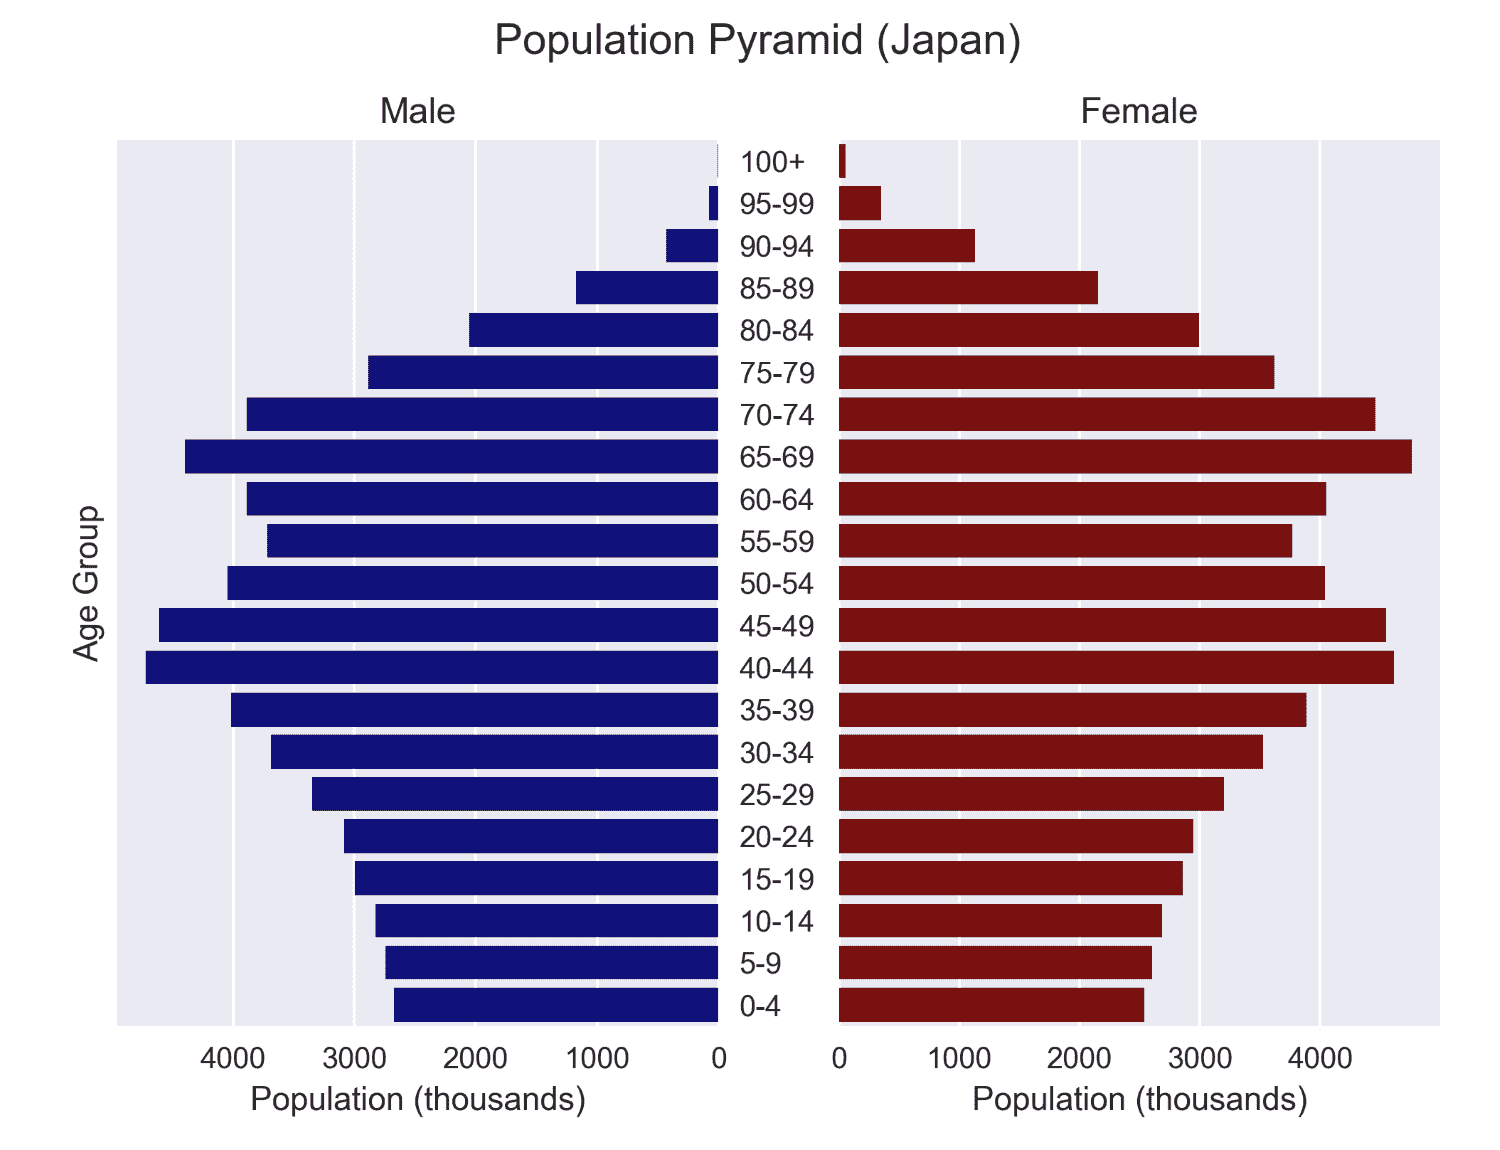 Population Pyramid (Japan)
Male
Female
100+
95-99
90-94
85-89
80-84
75-79
70-74
65-69
60-64
55-59
50-54
45-49
40-44
35-39
30-34
25-29
20-24
15-19
10-14
5-9
0-4
Age Group
4000 3000 2000 1000 0
0 1000 2000 3000 4000
Population (thousands)
Population (thousands)